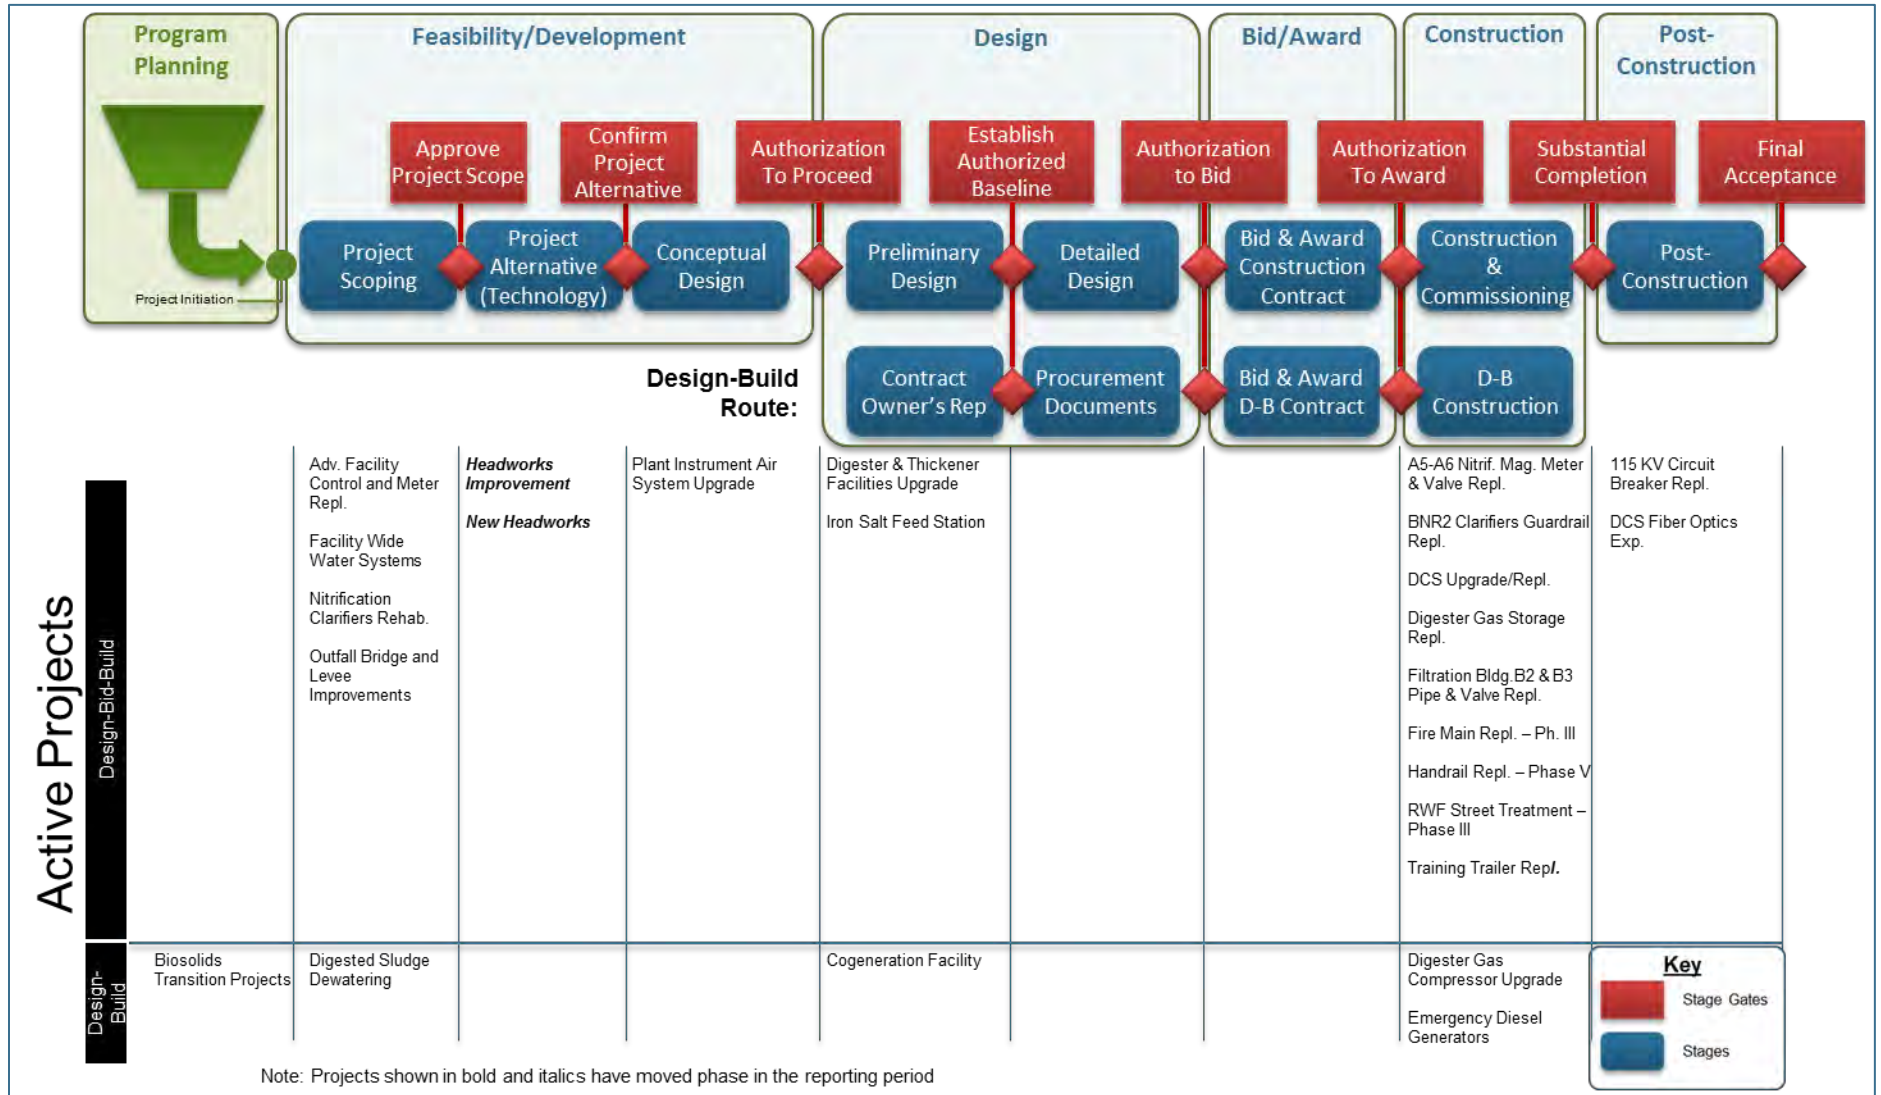 Program
Planning
Feasibility/Development
Design
Bid/Award
Construction
Post-
Construction
Approve
Project Scope
Confirm
Project
Alternative
Authorization
To Proceed
Establish
Authorized
Baseline
Authorization
to Bid
Authorization
To Award
Substantial
Completion
Final
Acceptance
Project Initiation
Project
Scoping
Project
Alternative
(Technology)
Conceptual
Design
Preliminary
Design
Detailed
Design
Bid & Award
Construction
Contract
Construction
&
Commissioning
Post-
Construction
Design-Build
Route:
Contract
Owner's Rep
Procurement
Documents
Bid & Award
D-B Contract
D-B
Construction
Active Projects
Design-Bid-Build
Adv. Facility
Control and Meter
Repl.
Facility Wide
Water Systems
Nitrification
Clarifiers Rehab.
Outfall Bridge and
Levee
Improvements
Headworks
Improvement
New Headworks
Plant Instrument Air
System Upgrade
Digester & Thickener
Facilities Upgrade
Iron Salt Feed Station
A5-A6 Nitrif. Mag. Meter
& Valve Repl.
BNR2 Clarifiers Guardrail
Repl.
DCS Upgrade/Repl.
Digester Gas Storage
Repl.
Filtration Bldg.B2 & B3
Pipe & Valve Repl.
Fire Main Repl. – Ph. III
Handrail Repl. – Phase V
RWF Street Treatment –
Phase III
Training Trailer Repl.
115 KV Circuit
Breaker Repl.
DCS Fiber Optics
Exp.
Design-
Build
Biosolids
Transition Projects
Digested Sludge
Dewatering
Cogeneration Facility
Digester Gas
Compressor Upgrade
Emergency Diesel
Generators
Key
Stage Gates
Stages
Note: Projects shown in bold and italics have moved phase in the reporting period